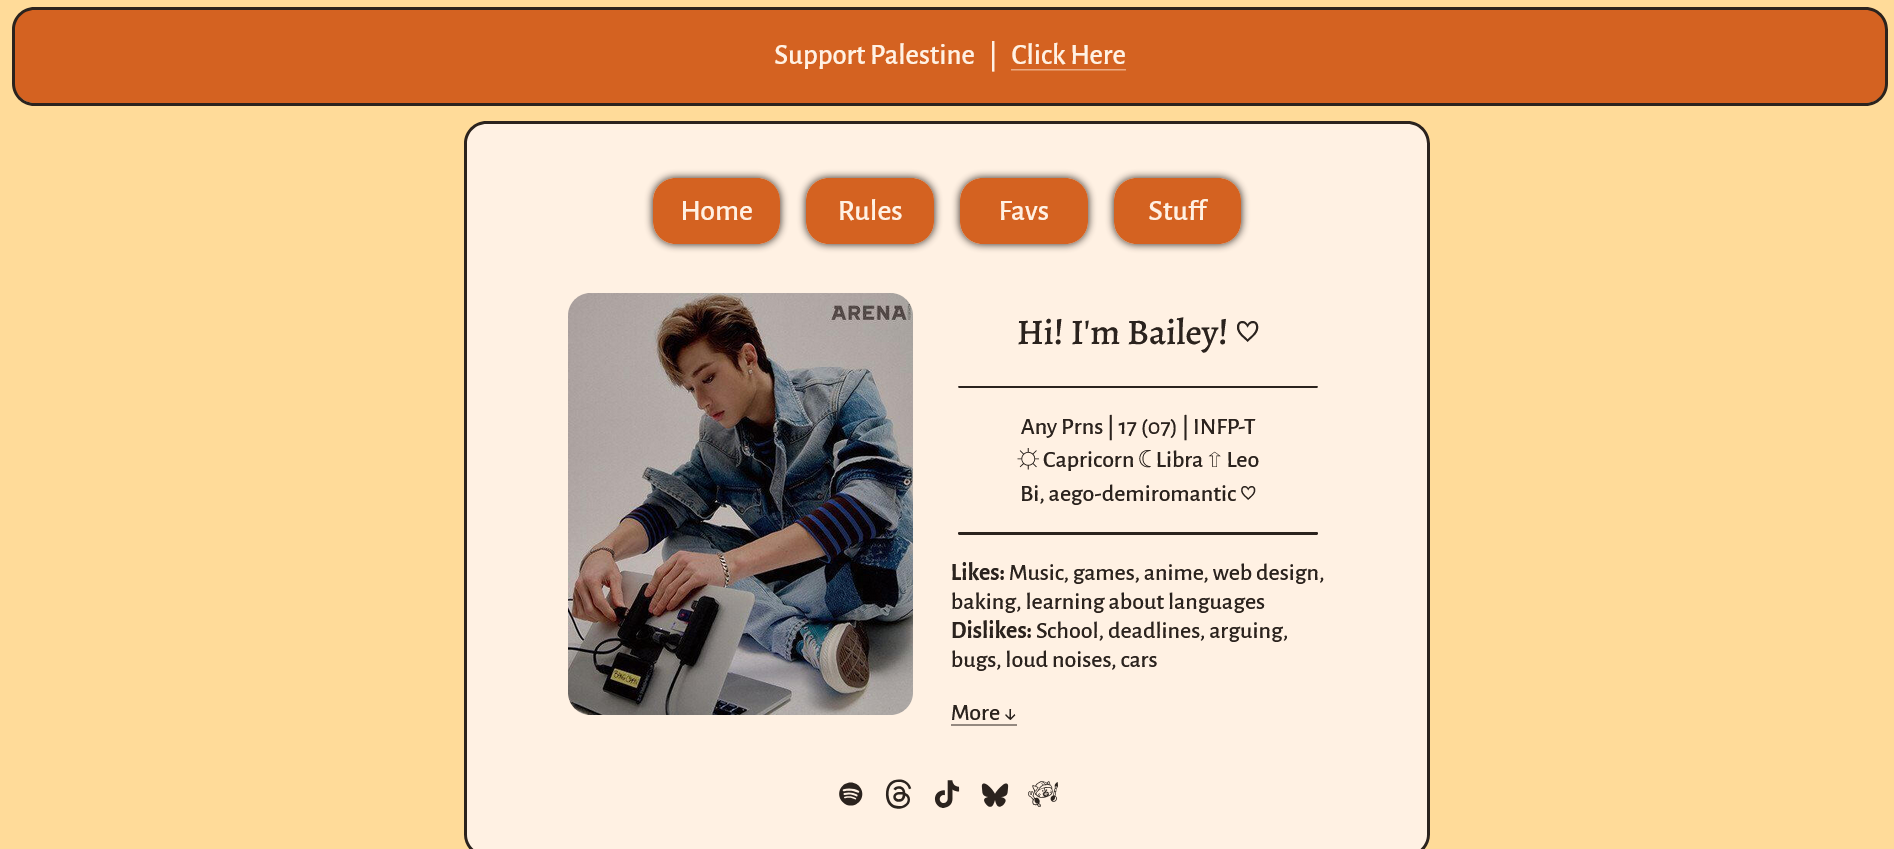 Support Palestine | Click Here
Home Rules Favs Stuff
ARENA
Hi! I'm Bailey! ♡
Any Prns | 17 (07) | INFP-T
☼ Capricorn ☾ Libra ⇧ Leo
Bi, aego-demiromantic ♡
Likes: Music, games, anime, web design,
baking, learning about languages
Dislikes: School, deadlines, arguing,
bugs, loud noises, cars
More ↓